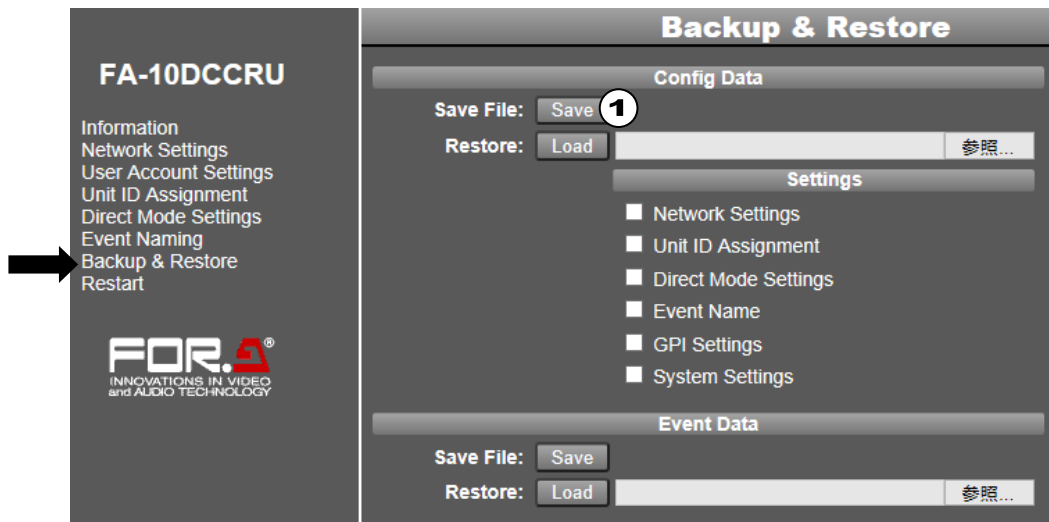 Backup & Restore
FA-10DCCRU
Information
Network Settings
User Account Settings
Unit ID Assignment
Direct Mode Settings
Event Naming
Backup & Restore
Restart
FOR.A®
INNOVATIONS IN VIDEO
and AUDIO TECHNOLOGY
Config Data
Save File: Save 1
Restore: Load 参照...
Settings
Network Settings
Unit ID Assignment
Direct Mode Settings
Event Name
GPI Settings
System Settings
Event Data
Save File: Save
Restore: Load 参照...